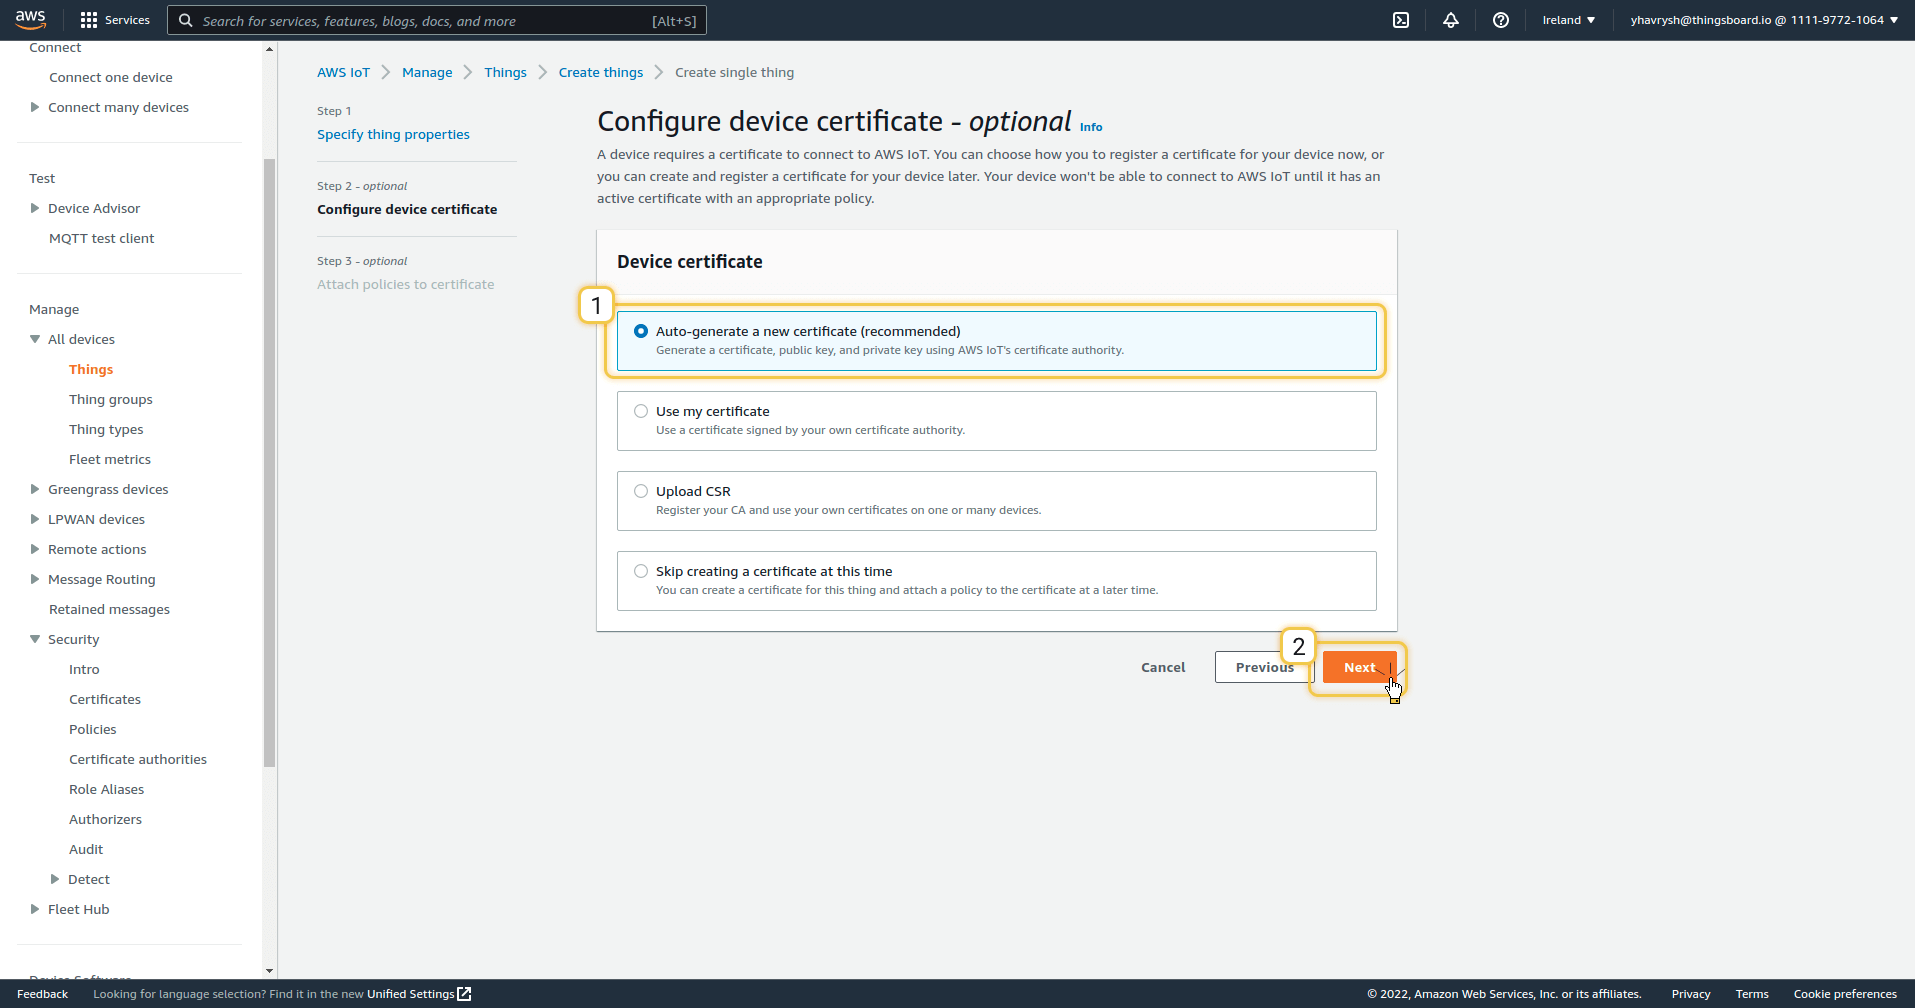 aws
Services
Search for services, features, blogs, docs, and more [Alt+S]
Ireland ▼
yhavrysh@thingsboard.io @ 1111-9772-1064 ▼
Connect
Connect one device
Connect many devices
Test
Device Advisor
MQTT test client
Manage
All devices
Things
Thing groups
Thing types
Fleet metrics
Greengrass devices
LPWAN devices
Remote actions
Message Routing
Retained messages
Security
Intro
Certificates
Policies
Certificate authorities
Role Aliases
Authorizers
Audit
Detect
Fleet Hub
Device Software
AWS IoT > Manage > Things > Create things > Create single thing
Step 1
Specify thing properties
Step 2 - optional
Configure device certificate
Step 3 - optional
Attach policies to certificate
Configure device certificate - optional Info
A device requires a certificate to connect to AWS IoT. You can choose how you to register a certificate for your device now, or
you can create and register a certificate for your device later. Your device won't be able to connect to AWS IoT until it has an
active certificate with an appropriate policy.
Device certificate
1
Auto-generate a new certificate (recommended)
Generate a certificate, public key, and private key using AWS IoT's certificate authority.
Use my certificate
Use a certificate signed by your own certificate authority.
Upload CSR
Register your CA and use your own certificates on one or many devices.
Skip creating a certificate at this time
You can create a certificate for this thing and attach a policy to the certificate at a later time.
2
Cancel
Previous
Next
Feedback
Looking for language selection? Find it in the new Unified Settings
© 2022, Amazon Web Services, Inc. or its affiliates.
Privacy
Terms
Cookie preferences